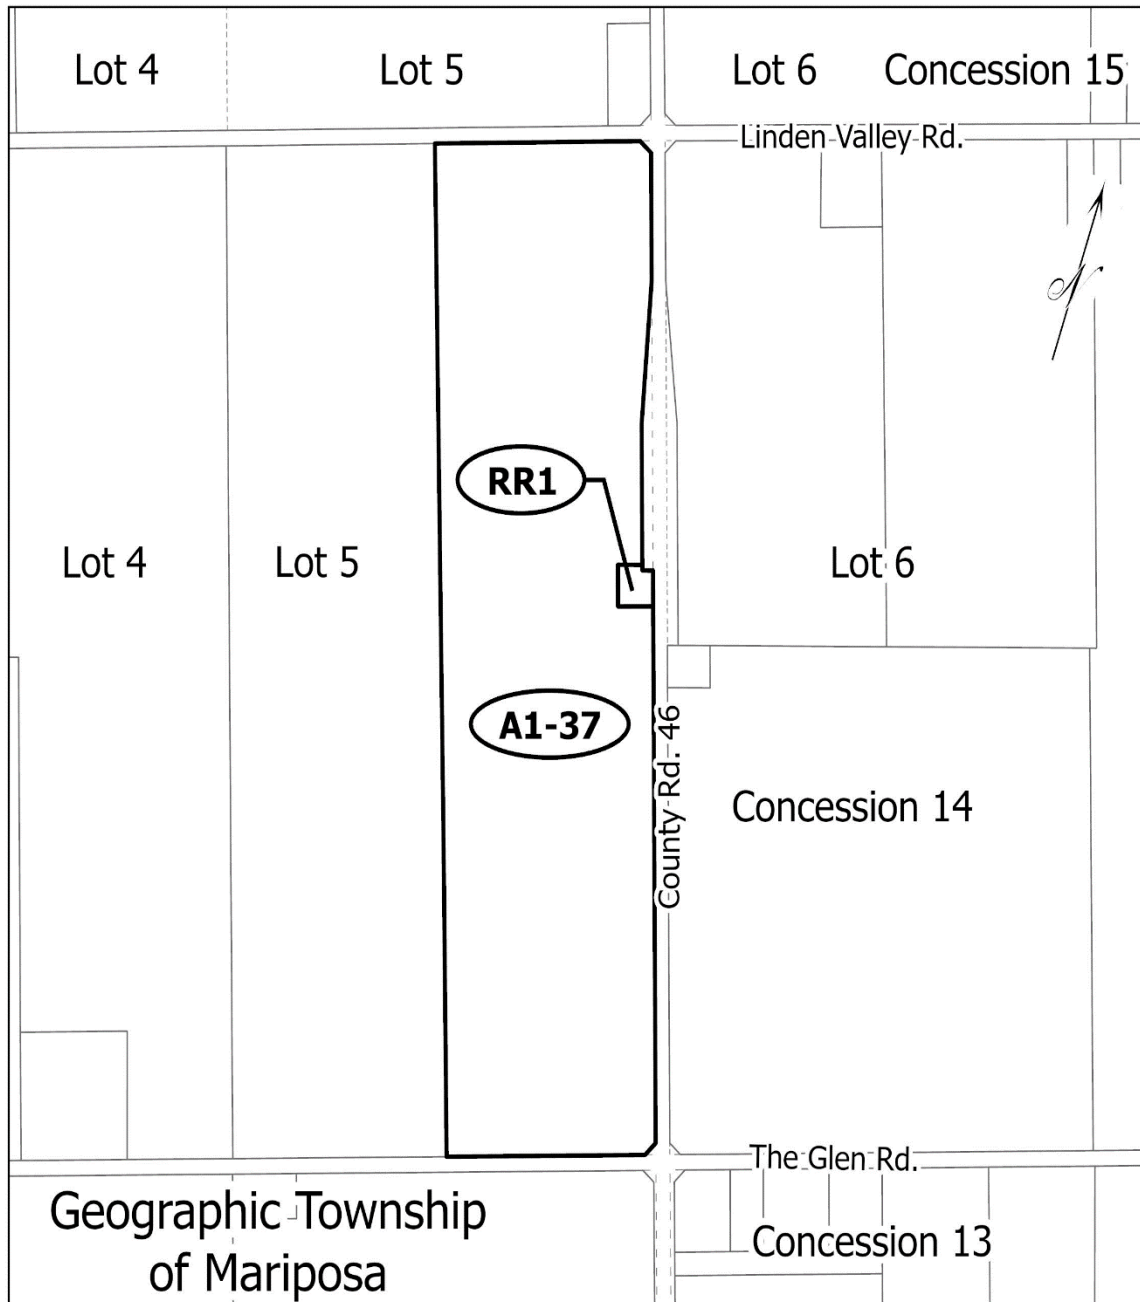 Lot 4
Lot 5
Lot 6
Concession 15
Linden Valley Rd.
N
RR1
Lot 4
Lot 5
Lot 6
A1-37
County Rd. 46
Concession 14
The Glen Rd.
Geographic Township
of Mariposa
Concession 13